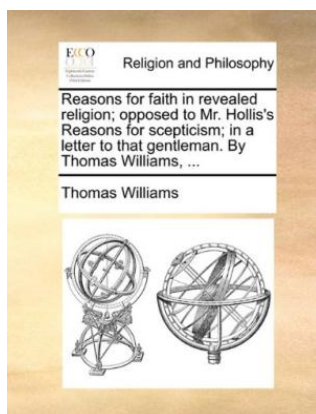 ECCO
Religion and Philosophy
Reasons for faith in revealed
religion; opposed to Mr. Hollis's
Reasons for scepticism; in a
letter to that gentleman. By
Thomas Williams, ...
Thomas Williams